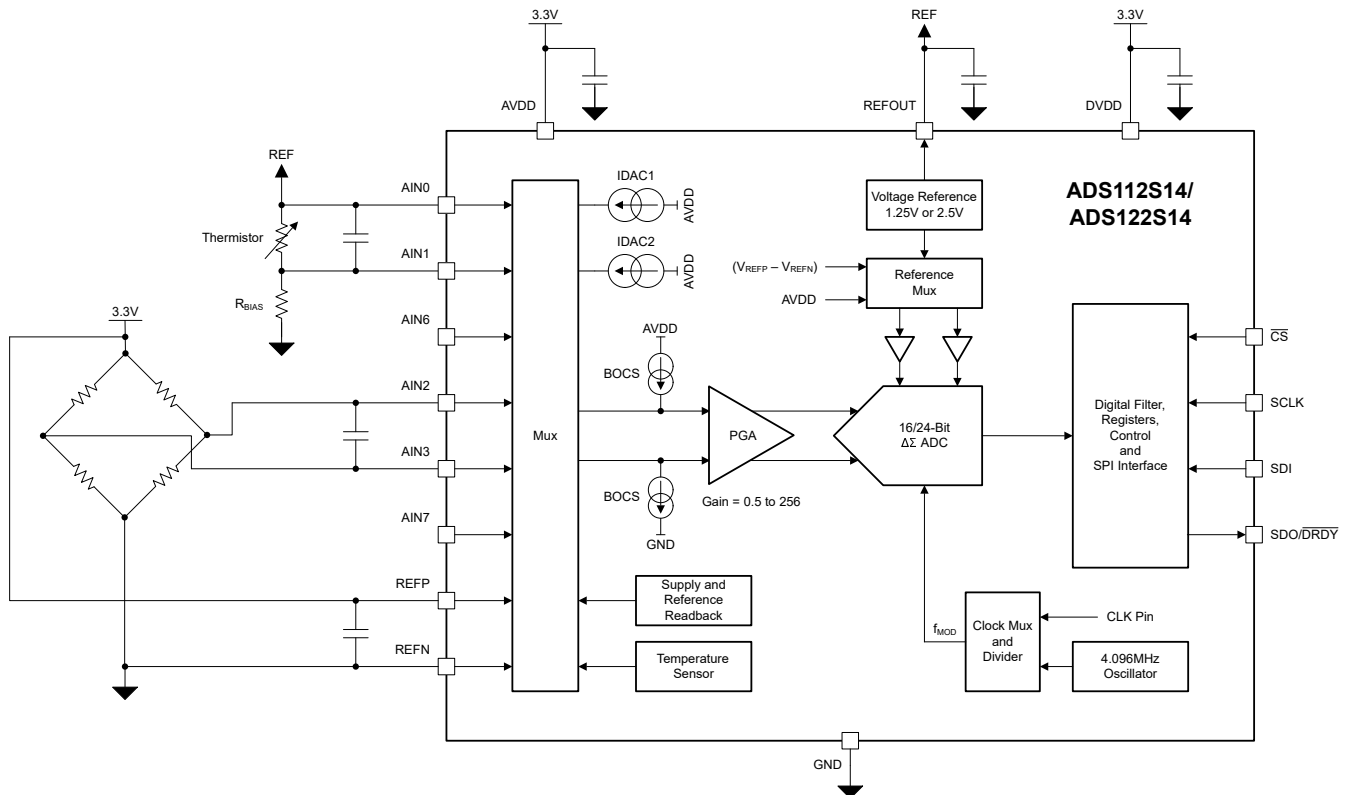 3.3V
REF
3.3V
AVDD
REFOUT
DVDD
REF
AIN0
IDAC1
AVDD
Voltage Reference
1.25V or 2.5V
ADS112S14/
ADS122S14
Thermistor
AIN1
IDAC2
AVDD
(VREFP – VREFN)
Reference
Mux
RBIAS
AVDD
3.3V
AIN6
AVDD
CS
BOCS
AIN2
SCLK
Mux
PGA
16/24-Bit
ΔΣ ADC
Digital Filter,
Registers,
Control
and
SPI Interface
AIN3
SDI
BOCS
Gain = 0.5 to 256
AIN7
GND
SDO/DRDY
REFP
Supply and
Reference
Readback
fMOD
Clock Mux
and
Divider
CLK Pin
REFN
Temperature
Sensor
4.096MHz
Oscillator
GND